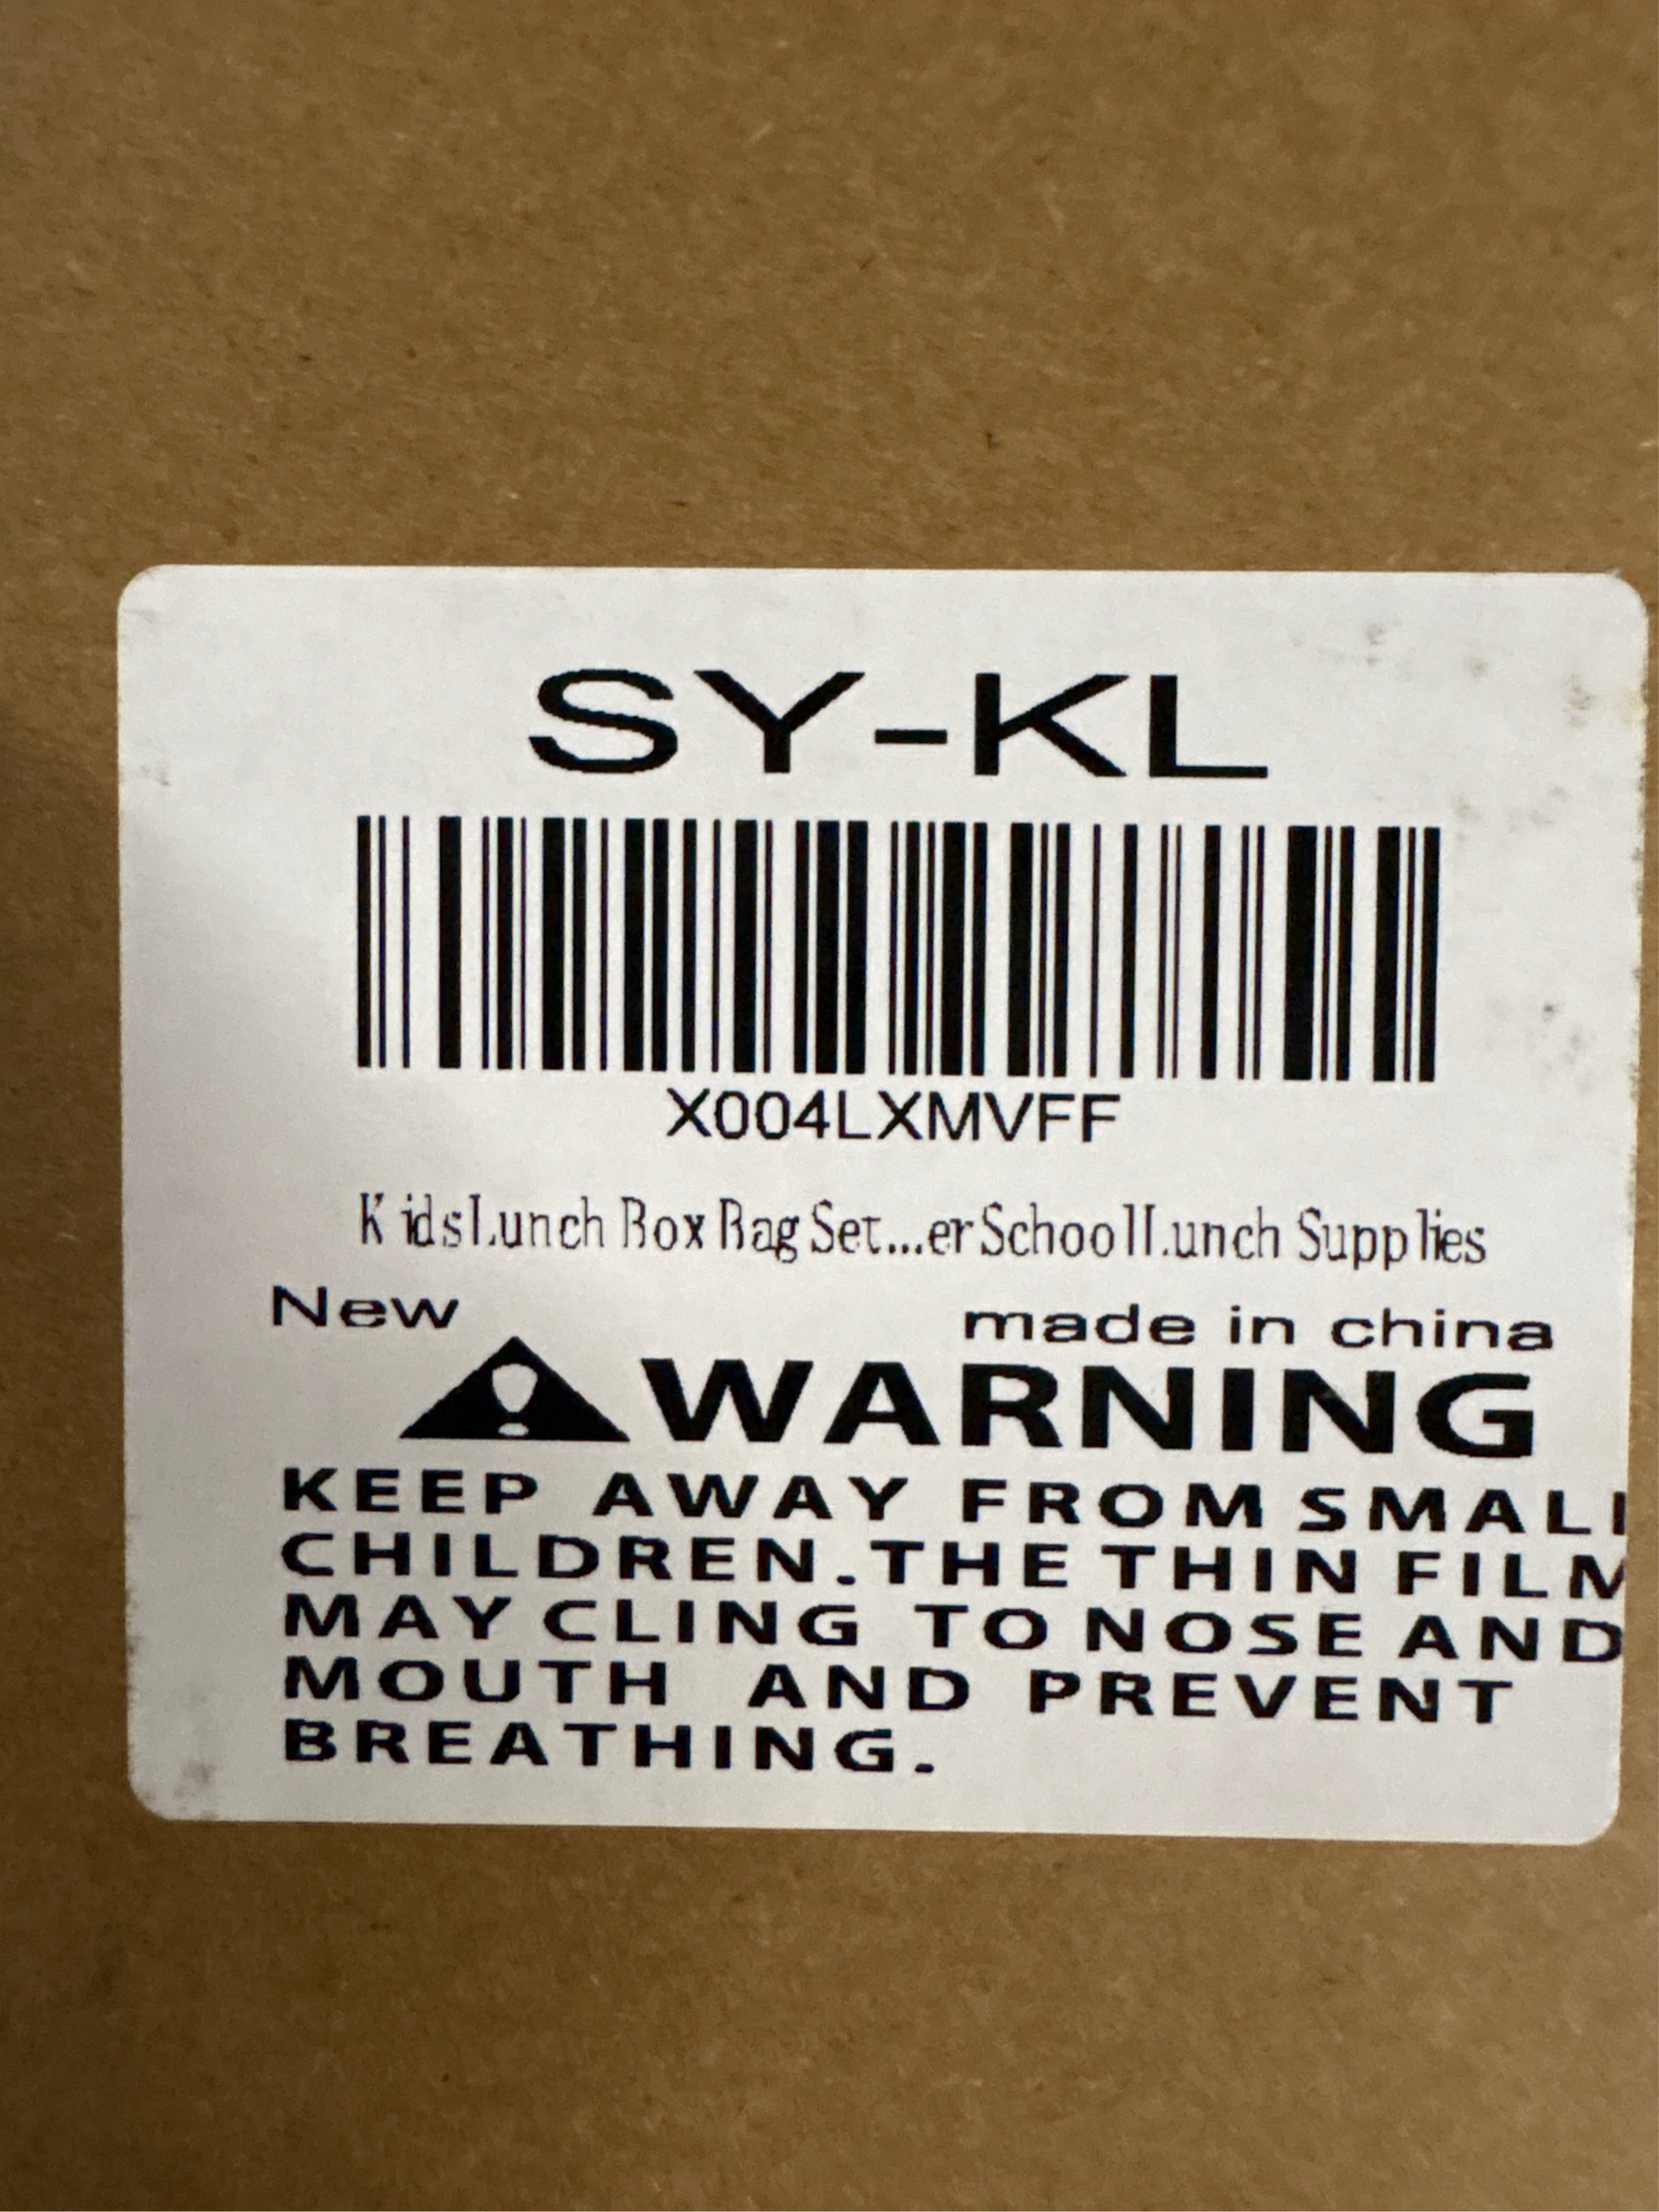 SY-KL
X004LXMVFF
Kids Lunch Box Bag Set...er School Lunch Supplies
New
made in china
WARNING
KEEP AWAY FROM SMALL
CHILDREN.THE THIN FILM
MAY CLING TO NOSE AND
MOUTH AND PREVENT
BREATHING.